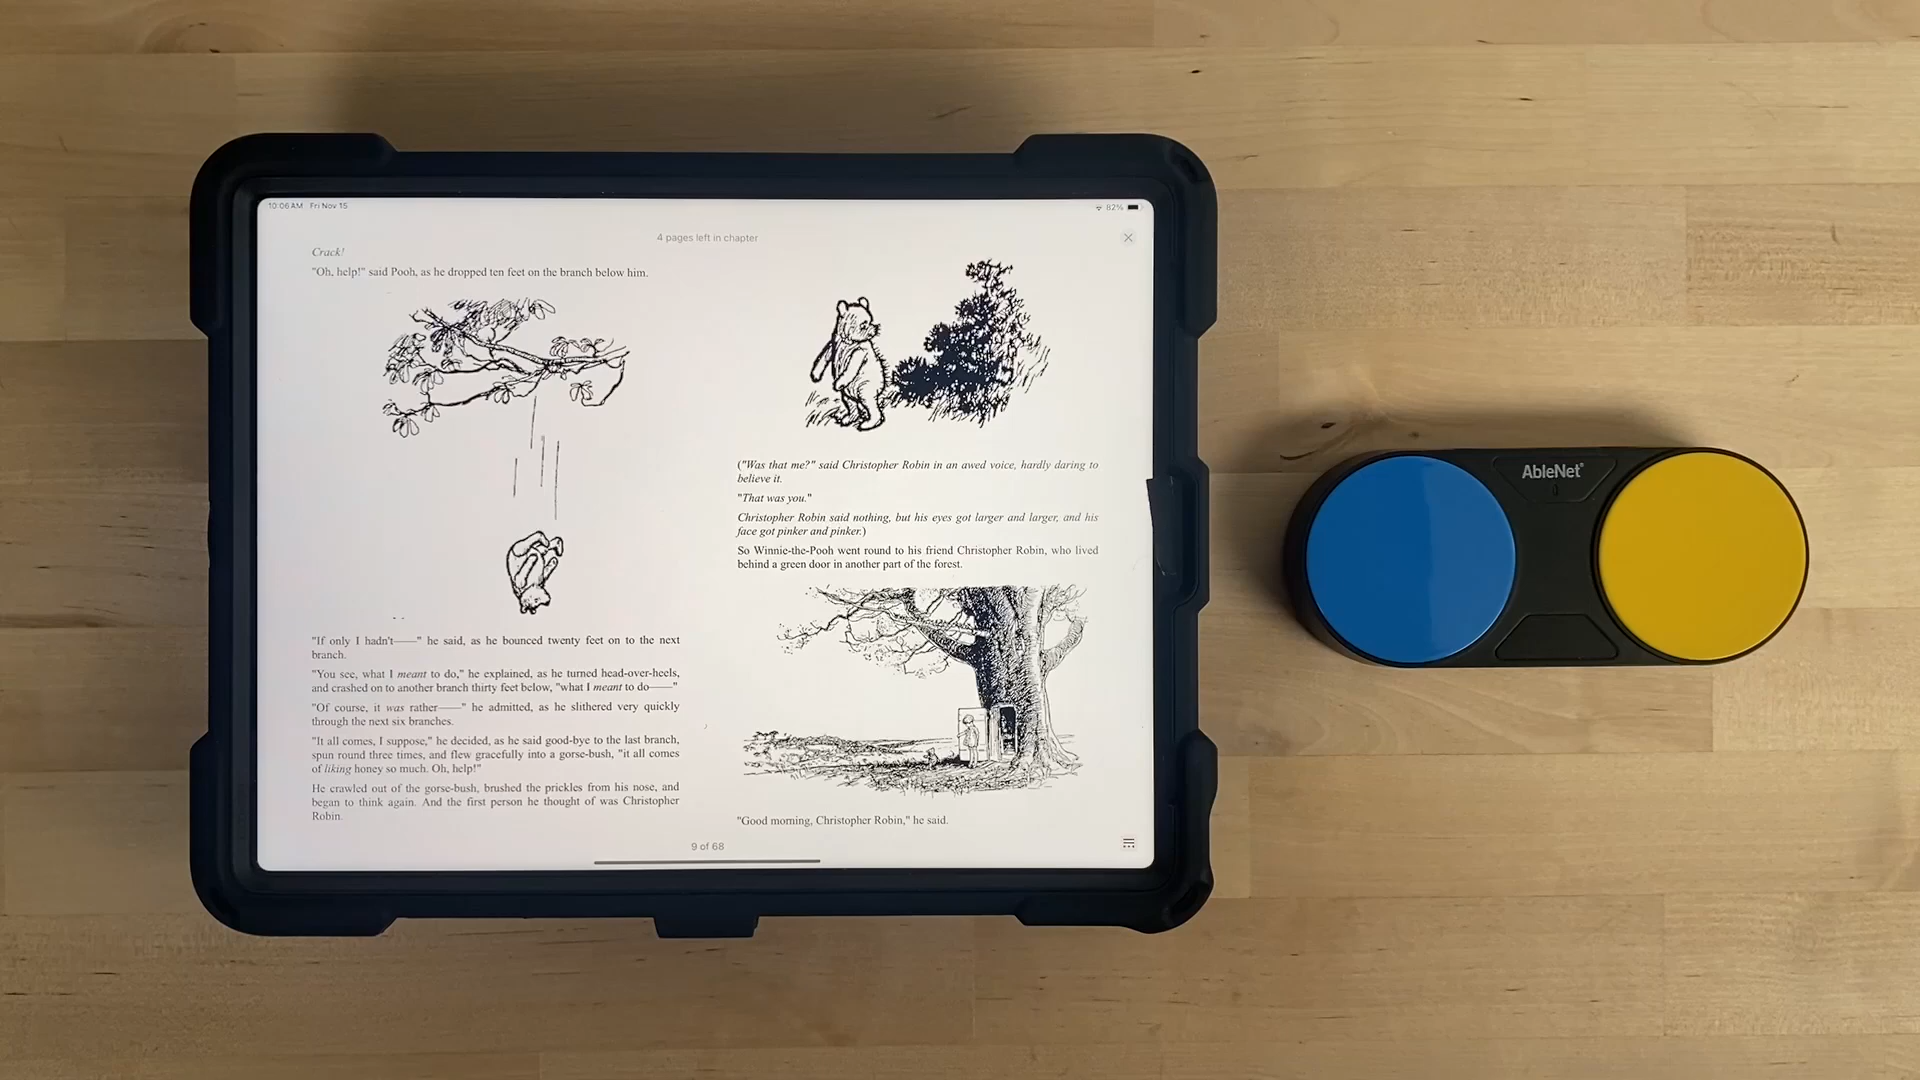 10:06 AM Fri Nov 15
82%
4 pages left in chapter
Crack!
"Oh, help!" said Pooh, as he dropped ten feet on the branch below him.
"If only I hadn't——" he said, as he bounced twenty feet on to the next
branch.
"You see, what I meant to do," he explained, as he turned head-over-heels,
and crashed on to another branch thirty feet below, "what I meant to do——"
"Of course, it was rather——" he admitted, as he slithered very quickly
through the next six branches.
"It all comes, I suppose," he decided, as he said good-bye to the last branch,
spun round three times, and flew gracefully into a gorse-bush, "it all comes
of liking honey so much. Oh, help!"
He crawled out of the gorse-bush, brushed the prickles from his nose, and
began to think again. And the first person he thought of was Christopher
Robin.
("Was that me?" said Christopher Robin in an awed voice, hardly daring to
believe it.
"That was you."
Christopher Robin said nothing, but his eyes got larger and larger, and his
face got pinker and pinker.)
So Winnie-the-Pooh went round to his friend Christopher Robin, who lived
behind a green door in another part of the forest.
"Good morning, Christopher Robin," he said.
9 of 68
AbleNet